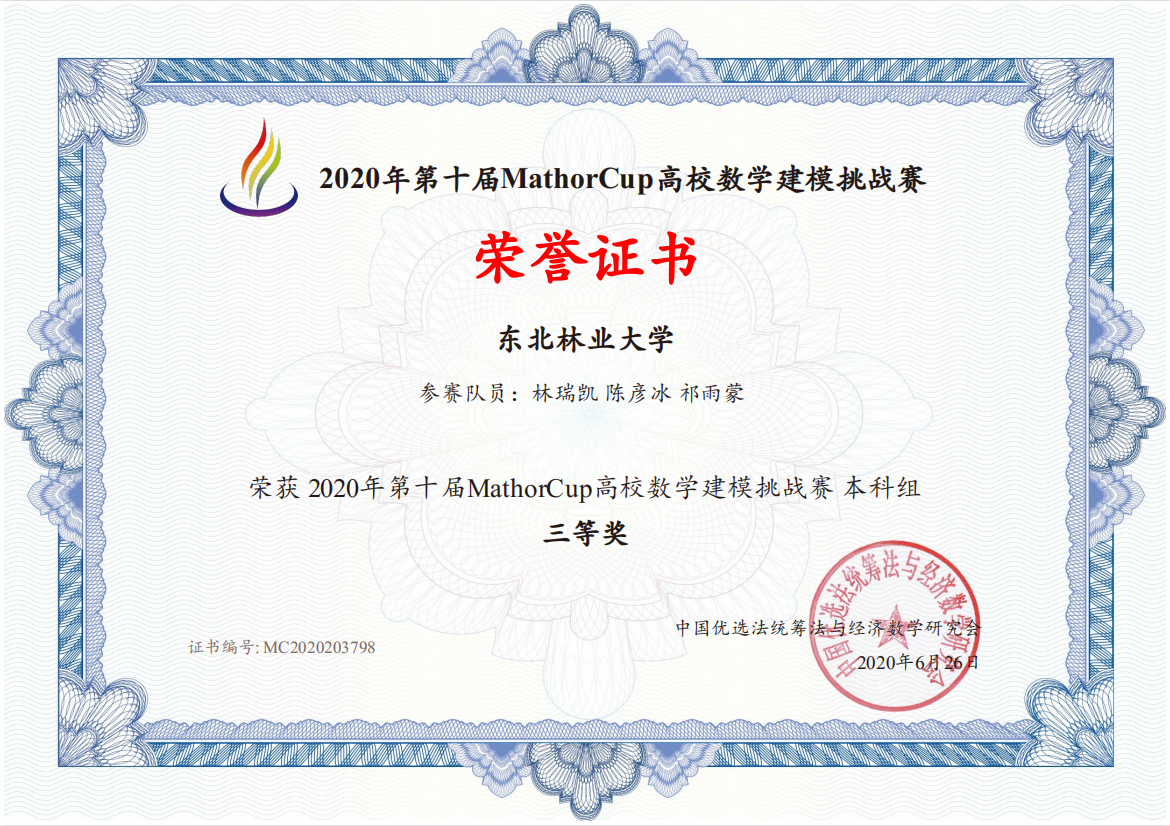 2020年第十届MathorCup高校数学建模挑战赛
荣誉证书
东北林业大学
参赛队员：林瑞凯 陈彦冰 祁雨蒙
荣获 2020年第十届MathorCup高校数学建模挑战赛 本科组
三等奖
中国优选法统筹法与经济数学研究会
证书编号: MC2020203798
中国优选法统筹法与经济数学研究会
2020年6月26日